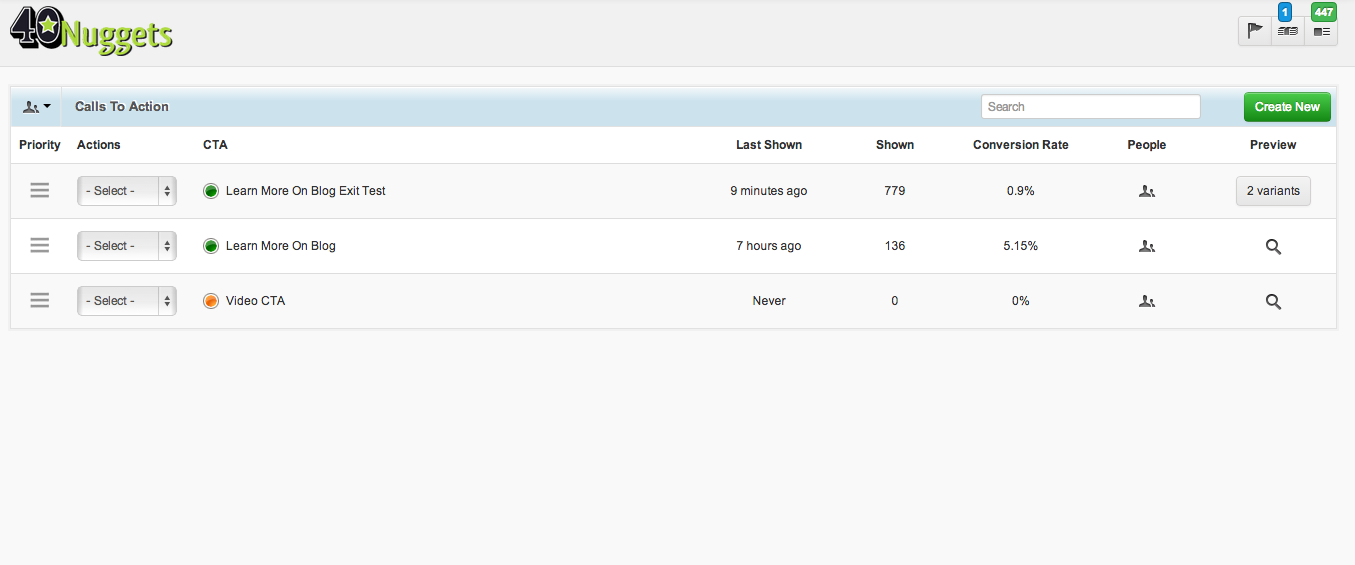 40Nuggets
1
447
Calls To Action
Search
Create New
Priority Actions CTA Last Shown Shown Conversion Rate People Preview
- Select - Learn More On Blog Exit Test 9 minutes ago 779 0.9% 2 variants
- Select - Learn More On Blog 7 hours ago 136 5.15%
- Select - Video CTA Never 0 0%